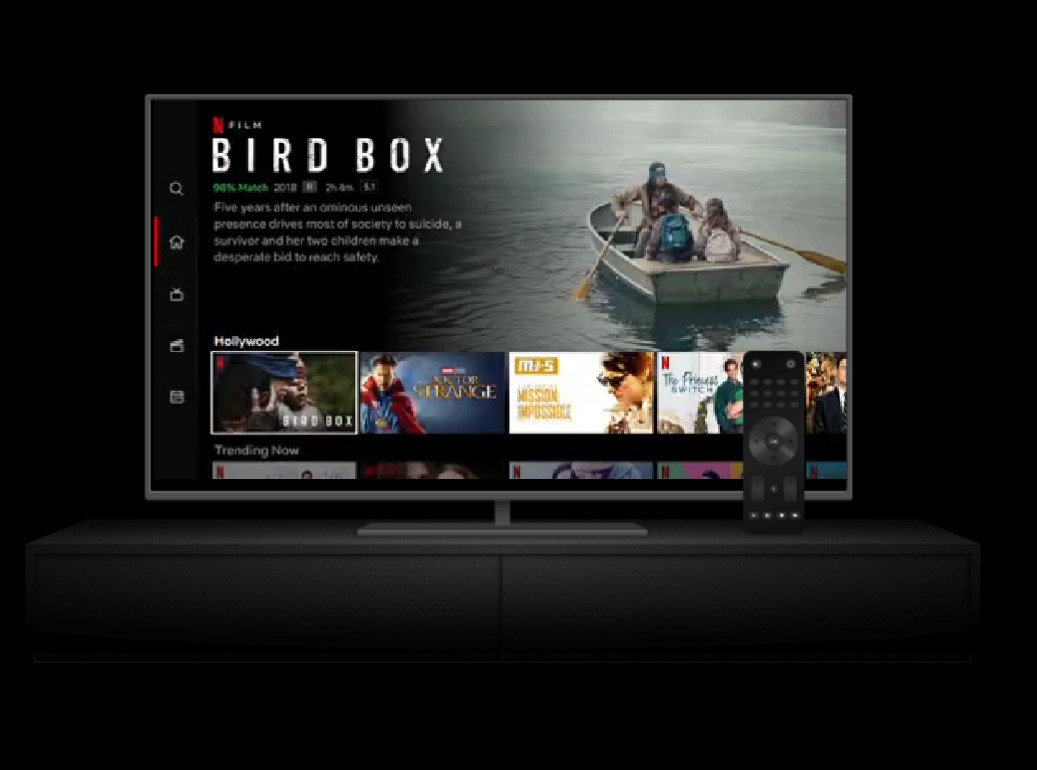 N FILM
BIRD BOX
98% Match 2018 R 2h 4m 5.1
Five years after an ominous unseen
presence drives most of society to suicide, a
survivor and her two children make a
desperate bid to reach safety.
Hollywood
N
BIRD BOX
DOCTOR
STRANGE
M:I-5
MISSION:
IMPOSSIBLE
N
The Princess
SWITCH
Trending Now
N
N
N
N